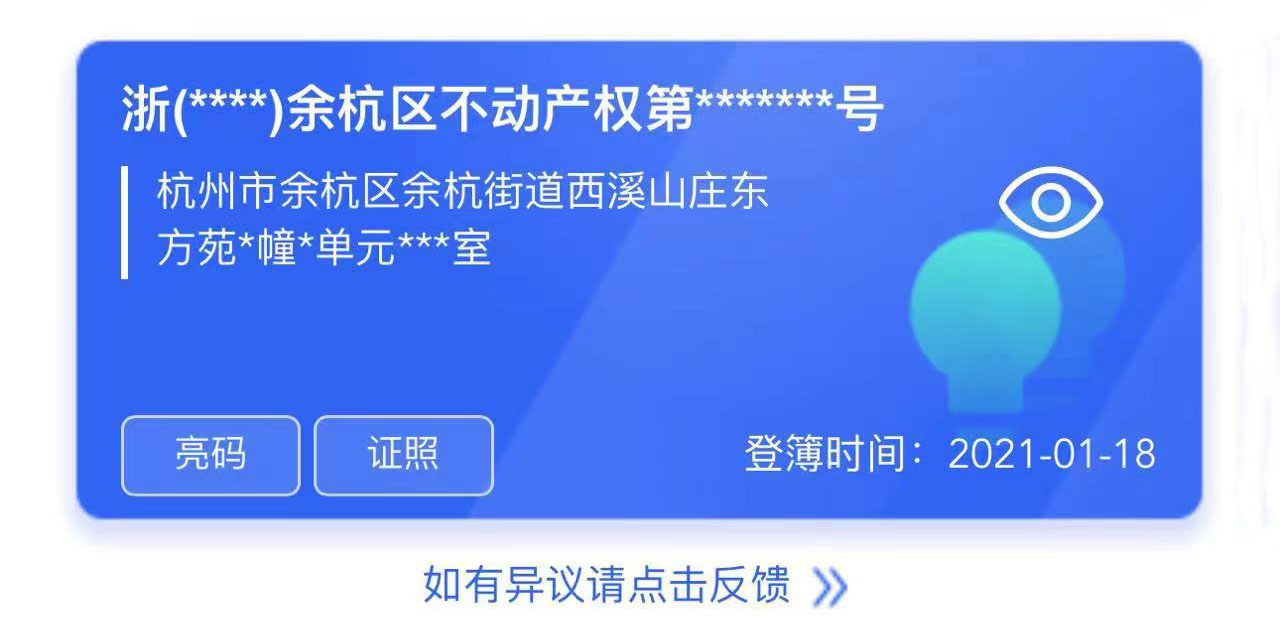 浙(****)余杭区不动产权第*******号
杭州市余杭区余杭街道西溪山庄东
方苑*幢*单元***室
亮码
证照
登簿时间：2021-01-18
如有异议请点击反馈